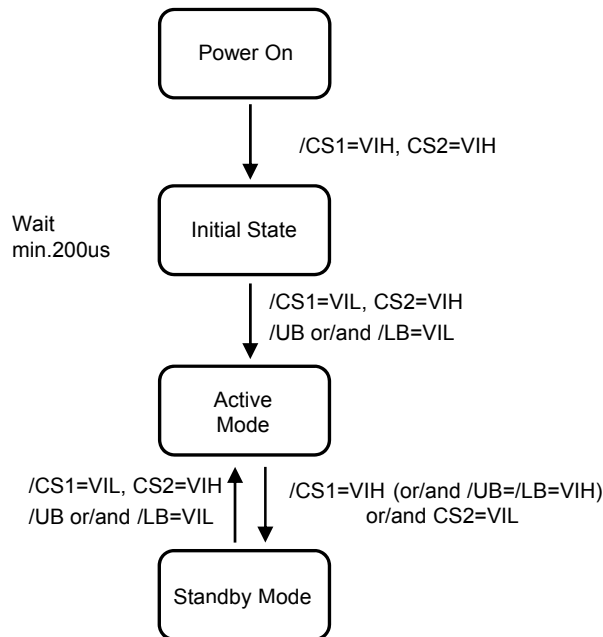 Power On
/CS1=VIH, CS2=VIH
Wait
min.200us
Initial State
/CS1=VIL, CS2=VIH
/UB or/and /LB=VIL
Active
Mode
/CS1=VIL, CS2=VIH
/UB or/and /LB=VIL
/CS1=VIH (or/and /UB=/LB=VIH)
or/and CS2=VIL
Standby Mode